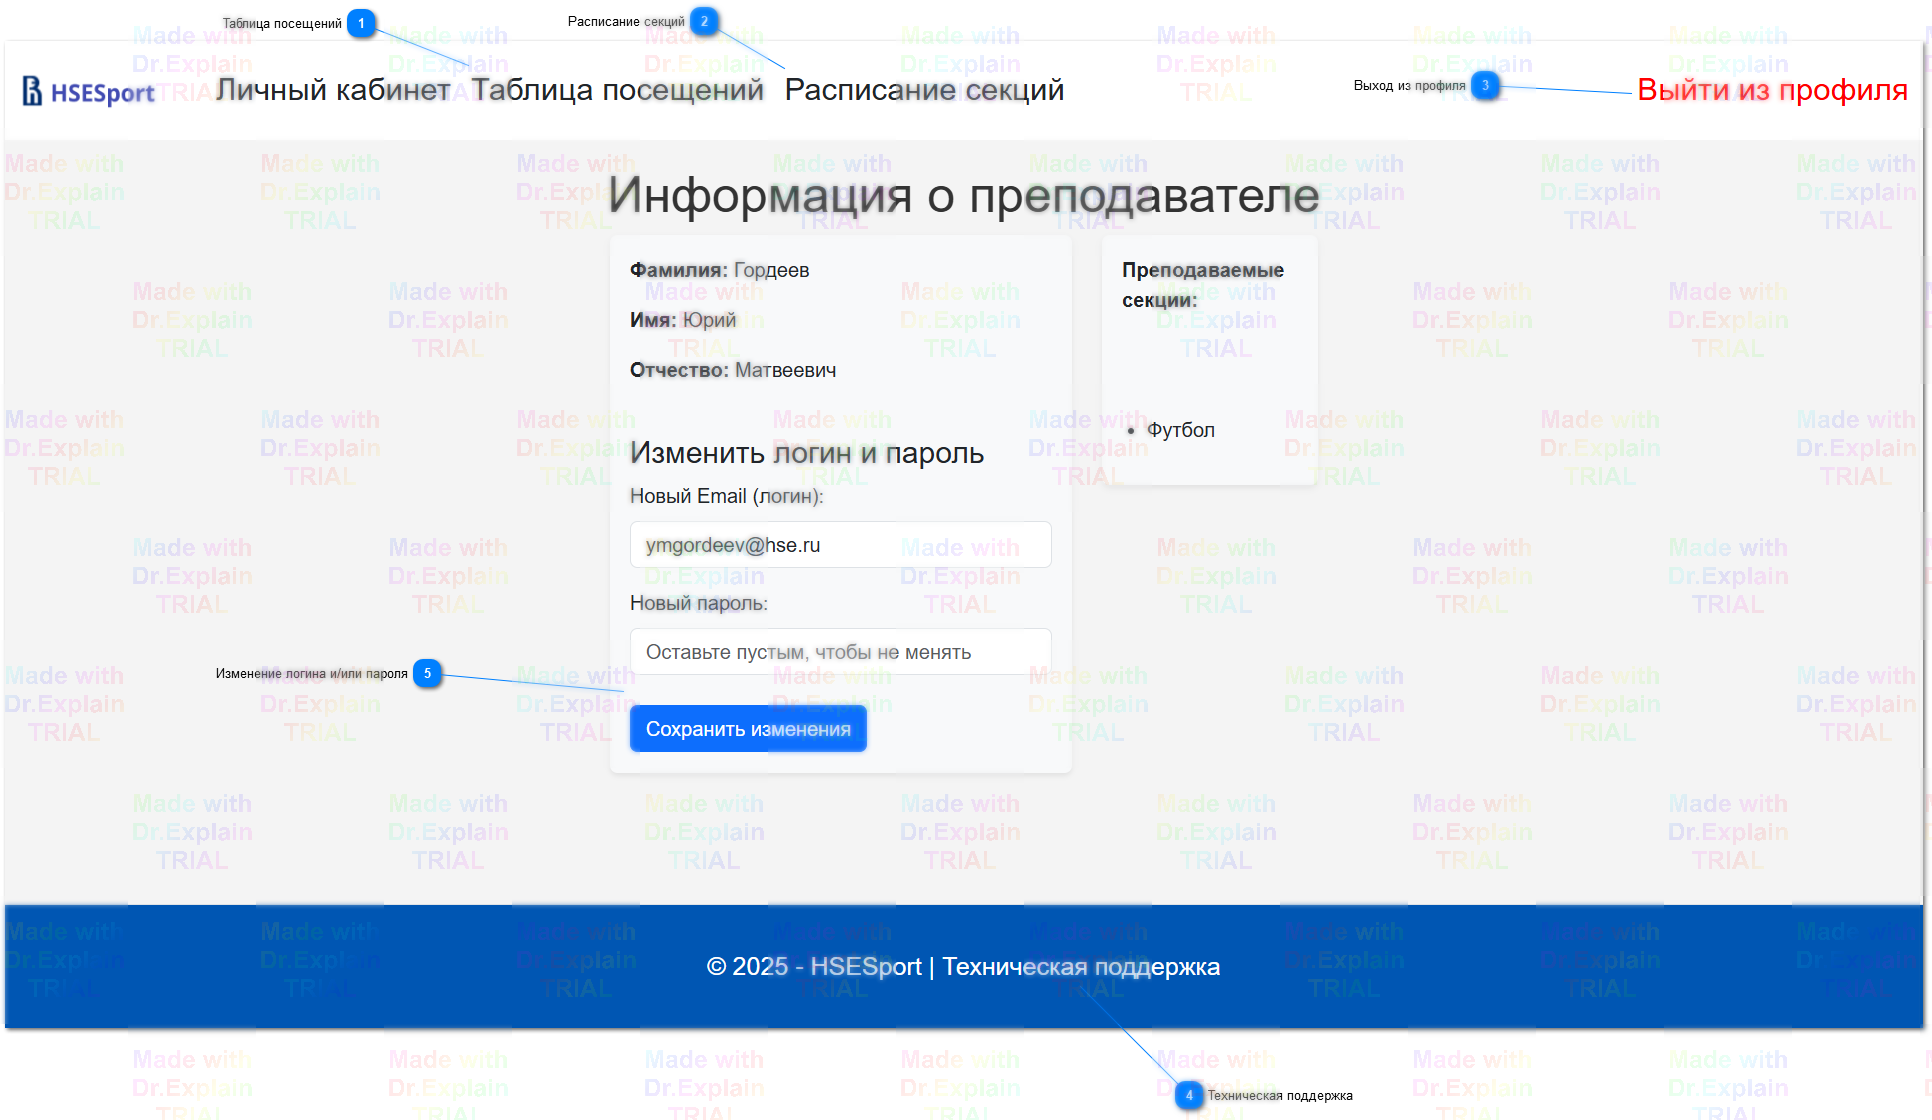 Таблица посещений 1
Расписание секций 2
HSESport Личный кабинет Таблица посещений Расписание секций
Выход из профиля 3
Выйти из профиля
Информация о преподавателе
Фамилия: Гордеев
Имя: Юрий
Отчество: Матвеевич
Изменить логин и пароль
Новый Email (логин):
ymgordeev@hse.ru
Новый пароль:
Оставьте пустым, чтобы не менять
Изменение логина и/или пароля 5
Сохранить изменения
Преподаваемые
секции:
Футбол
© 2025 - HSESport | Техническая поддержка
4 Техническая поддержка
Made with
Dr.Explain
TRIAL